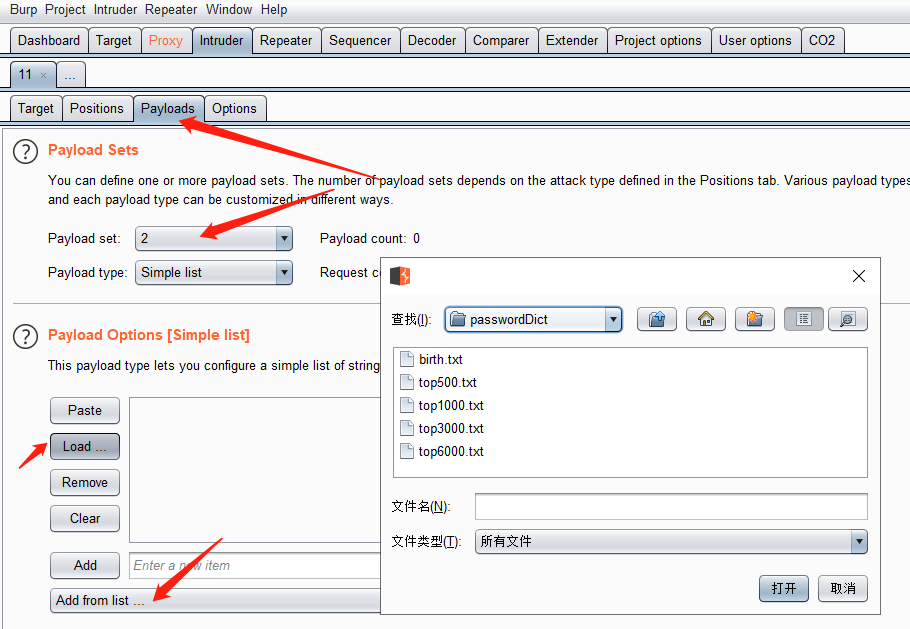 Burp Project Intruder Repeater Window Help
Dashboard Target Proxy Intruder Repeater Sequencer Decoder Comparer Extender Project options User options CO2
11 × ...
Target Positions Payloads Options
? Payload Sets
You can define one or more payload sets. The number of payload sets depends on the attack type defined in the Positions tab. Various payload types
and each payload type can be customized in different ways.
Payload set: 2 Payload count: 0
Payload type: Simple list Request co
? Payload Options [Simple list]
This payload type lets you configure a simple list of string
Paste
Load ...
Remove
Clear
Add Enter a new item
Add from list ...
查找(I): passwordDict
birth.txt
top500.txt
top1000.txt
top3000.txt
top6000.txt
文件名(N):
文件类型(T): 所有文件
打开 取消